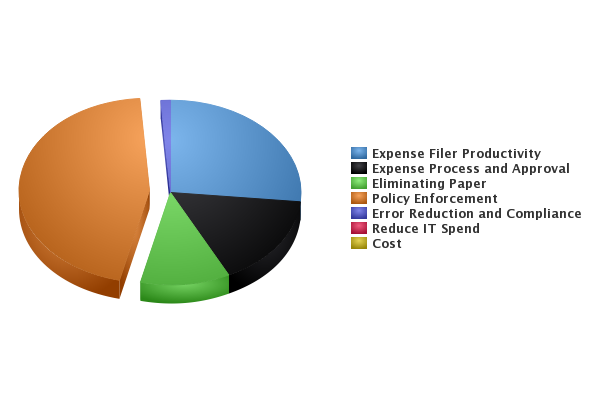 Expense Filer Productivity
Expense Process and Approval
Eliminating Paper
Policy Enforcement
Error Reduction and Compliance
Reduce IT Spend
Cost